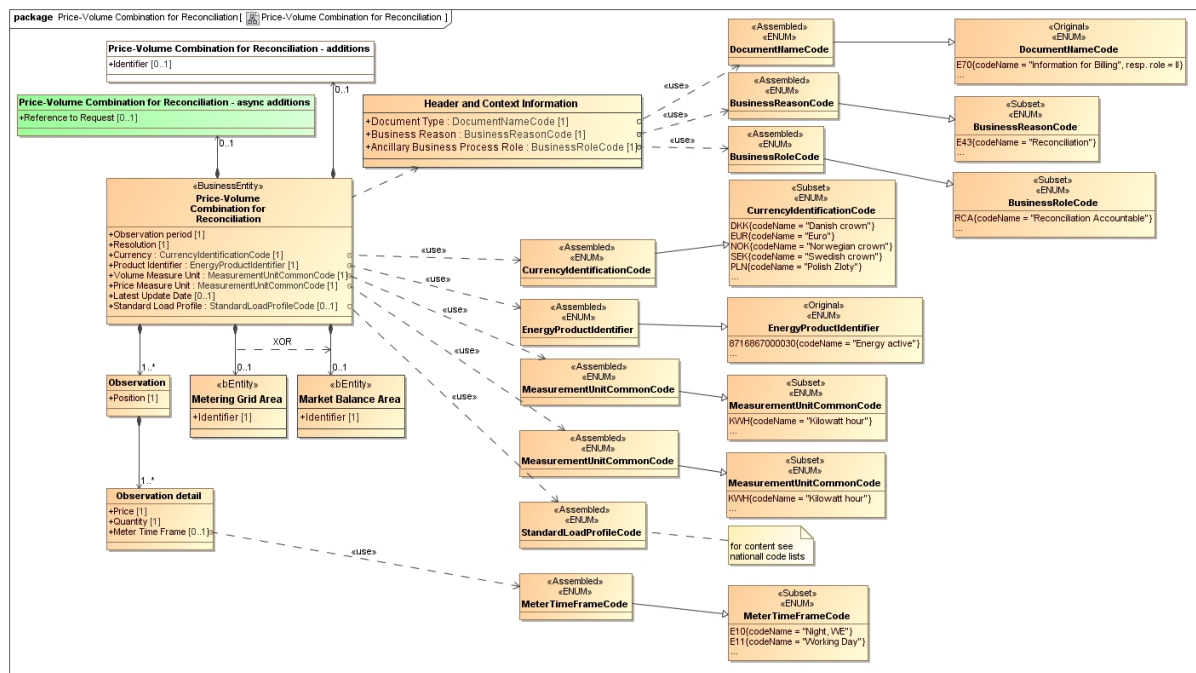 package Price-Volume Combination for Reconciliation [ Price-Volume Combination for Reconciliation ]
Price-Volume Combination for Reconciliation - additions
+Identifier [0..1]
0..1
Price-Volume Combination for Reconciliation - async additions
+Reference to Request [0..1]
0..1
Header and Context Information
+Document Type : DocumentNameCode [1]
+Business Reason : BusinessReasonCode [1]
+Ancillary Business Process Role : BusinessRoleCode [1]
«use»
«use»
«use»
«Assembled»
«ENUM»
DocumentNameCode
«Original»
«ENUM»
DocumentNameCode
E70{codeName = "Information for Billing", resp. role = II}
...
«Assembled»
«ENUM»
BusinessReasonCode
«Subset»
«ENUM»
BusinessReasonCode
E43{codeName = "Reconciliation"}
...
«Assembled»
«ENUM»
BusinessRoleCode
«Subset»
«ENUM»
BusinessRoleCode
RCA{codeName = "Reconciliation Accountable"}
...
«BusinessEntity»
Price-Volume
Combination for
Reconciliation
+Observation period [1]
+Resolution [1]
+Currency : CurrencyIdentificationCode [1]
+Product Identifier : EnergyProductIdentifier [1]
+Volume Measure Unit : MeasurementUnitCommonCode [1]
+Price Measure Unit : MeasurementUnitCommonCode [1]
+Latest Update Date [0..1]
+Standard Load Profile : StandardLoadProfileCode [0..1]
«use»
«use»
«use»
«use»
«use»
«Assembled»
«ENUM»
CurrencyIdentificationCode
«Subset»
«ENUM»
CurrencyIdentificationCode
DKK{codeName = "Danish crown"}
EUR{codeName = "Euro"}
NOK{codeName = "Norwegian crown"}
SEK{codeName = "Swedish crown"}
PLN{codeName = "Polish Zloty"}
...
«Assembled»
«ENUM»
EnergyProductIdentifier
«Original»
«ENUM»
EnergyProductIdentifier
8716867000030{codeName = "Energy active"}
...
«Assembled»
«ENUM»
MeasurementUnitCommonCode
«Subset»
«ENUM»
MeasurementUnitCommonCode
KWH{codeName = "Kilowatt hour"}
...
«Assembled»
«ENUM»
MeasurementUnitCommonCode
«Subset»
«ENUM»
MeasurementUnitCommonCode
KWH{codeName = "Kilowatt hour"}
...
«Assembled»
«ENUM»
StandardLoadProfileCode
for content see
nationall code lists
XOR
1..*
0..1
0..1
Observation
+Position [1]
«bEntity»
Metering Grid Area
+Identifier [1]
«bEntity»
Market Balance Area
+Identifier [1]
1..*
Observation detail
+Price [1]
+Quantity [1]
+Meter Time Frame [0..1]
«use»
«Assembled»
«ENUM»
MeterTimeFrameCode
«Subset»
«ENUM»
MeterTimeFrameCode
E10{codeName = "Night, WE"}
E11{codeName = "Working Day"}
...